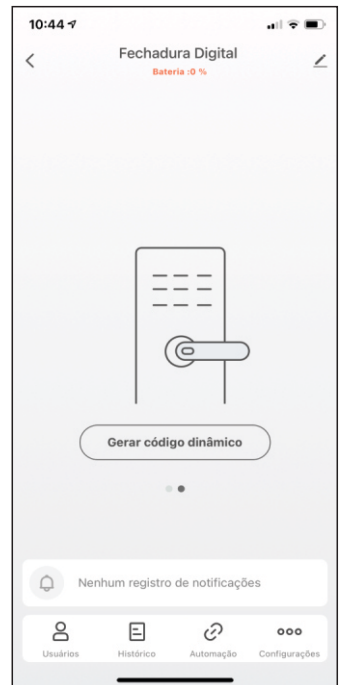 10:44
Fechadura Digital
Bateria :0 %
Gerar código dinâmico
Nenhum registro de notificações
Usuários Histórico Automação Configurações